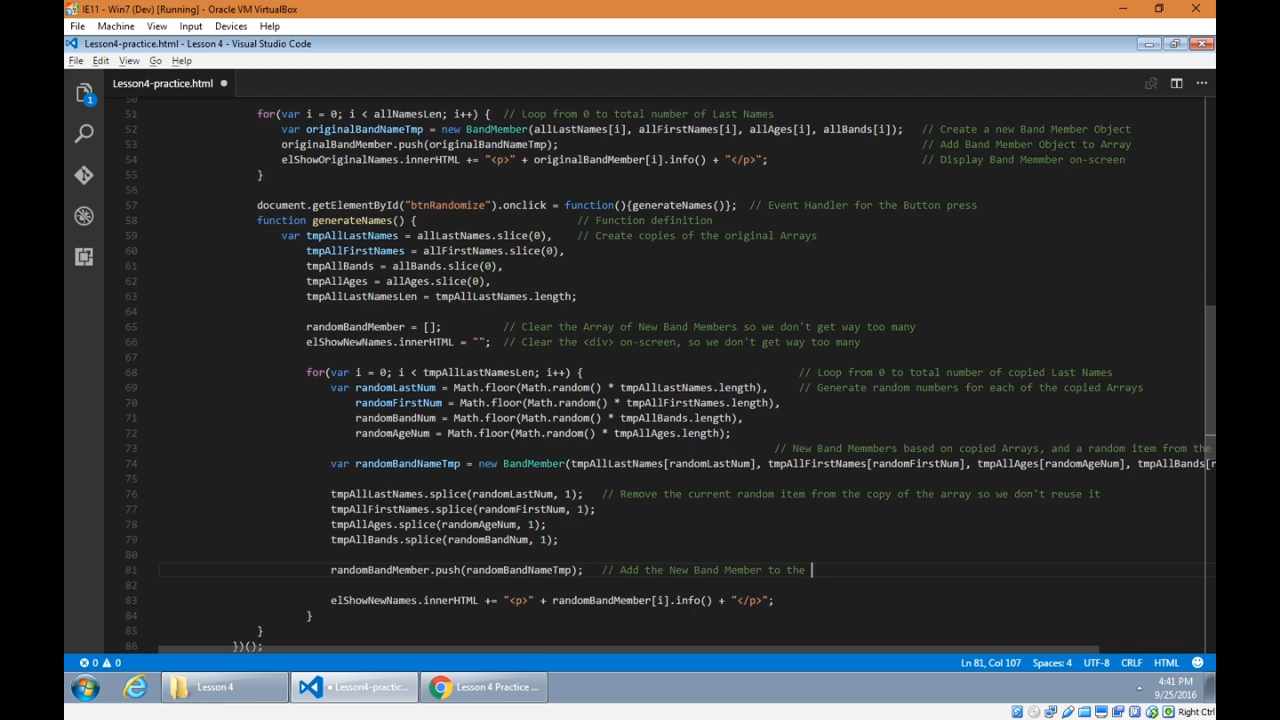 IE11 - Win7 (Dev) [Running] - Oracle VM VirtualBox
File Machine View Input Devices Help
Lesson4-practice.html - Lesson 4 - Visual Studio Code
File Edit View Go Help
Lesson4-practice.html
1
50
51 for(var i = 0; i < allNamesLen; i++) { // Loop from 0 to total number of Last Names
52 var originalBandNameTmp = new BandMember(allLastNames[i], allFirstNames[i], allAges[i], allBands[i]); // Create a new Band Member Object
53 originalBandMember.push(originalBandNameTmp); // Add Band Member Object to Array
54 elShowOriginalNames.innerHTML += "<p>" + originalBandMember[i].info() + "</p>"; // Display Band Memmber on-screen
55 }
56
57 document.getElementById("btnRandomize").onclick = function(){generateNames()}; // Event Handler for the Button press
58 function generateNames() { // Function definition
59 var tmpAllLastNames = allLastNames.slice(0), // Create copies of the original Arrays
60 tmpAllFirstNames = allFirstNames.slice(0),
61 tmpAllBands = allBands.slice(0),
62 tmpAllAges = allAges.slice(0),
63 tmpAllLastNamesLen = tmpAllLastNames.length;
64
65 randomBandMember = []; // Clear the Array of New Band Members so we don't get way too many
66 elShowNewNames.innerHTML = ""; // Clear the <div> on-screen, so we don't get way too many
67
68 for(var i = 0; i < tmpAllLastNamesLen; i++) { // Loop from 0 to total number of copied Last Names
69 var randomLastNum = Math.floor(Math.random() * tmpAllLastNames.length), // Generate random numbers for each of the copied Arrays
70 randomFirstNum = Math.floor(Math.random() * tmpAllFirstNames.length),
71 randomBandNum = Math.floor(Math.random() * tmpAllBands.length),
72 randomAgeNum = Math.floor(Math.random() * tmpAllAges.length);
73 // New Band Memmbers based on copied Arrays, and a random item from the
74 var randomBandNameTmp = new BandMember(tmpAllLastNames[randomLastNum], tmpAllFirstNames[randomFirstNum], tmpAllAges[randomAgeNum], tmpAllBands[r
75
76 tmpAllLastNames.splice(randomLastNum, 1); // Remove the current random item from the copy of the array so we don't reuse it
77 tmpAllFirstNames.splice(randomFirstNum, 1);
78 tmpAllAges.splice(randomAgeNum, 1);
79 tmpAllBands.splice(randomBandNum, 1);
80
81 randomBandMember.push(randomBandNameTmp); // Add the New Band Member to the
82
83 elShowNewNames.innerHTML += "<p>" + randomBandMember[i].info() + "</p>";
84 }
85 }
86 })();
0 0 Ln 81, Col 107 Spaces: 4 UTF-8 CRLF HTML
Lesson 4 Lesson4-practic... Lesson 4 Practice ... 4:41 PM
9/25/2016
Right Ctrl